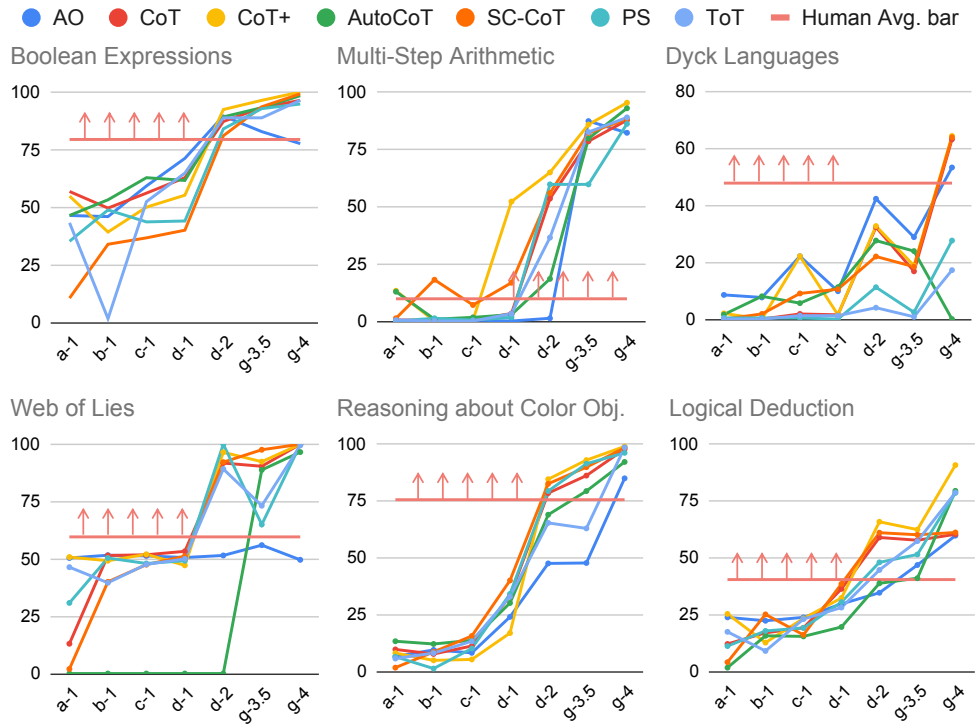 AO CoT CoT+ AutoCoT SC-CoT PS ToT Human Avg. bar
Boolean Expressions
100
75
50
25
0
a-1 b-1 c-1 d-1 d-2 g-3.5 g-4
Multi-Step Arithmetic
100
75
50
25
0
a-1 b-1 c-1 d-1 d-2 g-3.5 g-4
Dyck Languages
80
60
40
20
0
a-1 b-1 c-1 d-1 d-2 g-3.5 g-4
Web of Lies
100
75
50
25
0
a-1 b-1 c-1 d-1 d-2 g-3.5 g-4
Reasoning about Color Obj.
100
75
50
25
0
a-1 b-1 c-1 d-1 d-2 g-3.5 g-4
Logical Deduction
100
75
50
25
0
a-1 b-1 c-1 d-1 d-2 g-3.5 g-4